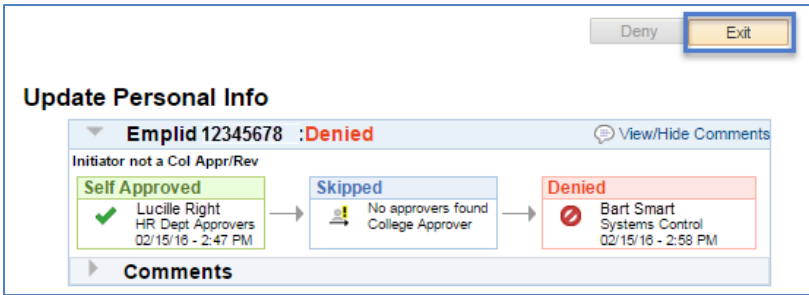 Deny Exit
Update Personal Info
Emplid 12345678 :Denied View/Hide Comments
Initiator not a Col Appr/Rev
Self Approved
Lucille Right
HR Dept Approvers
02/15/16 - 2:47 PM
Skipped
No approvers found
College Approver
Denied
Bart Smart
Systems Control
02/15/16 - 2:58 PM
Comments